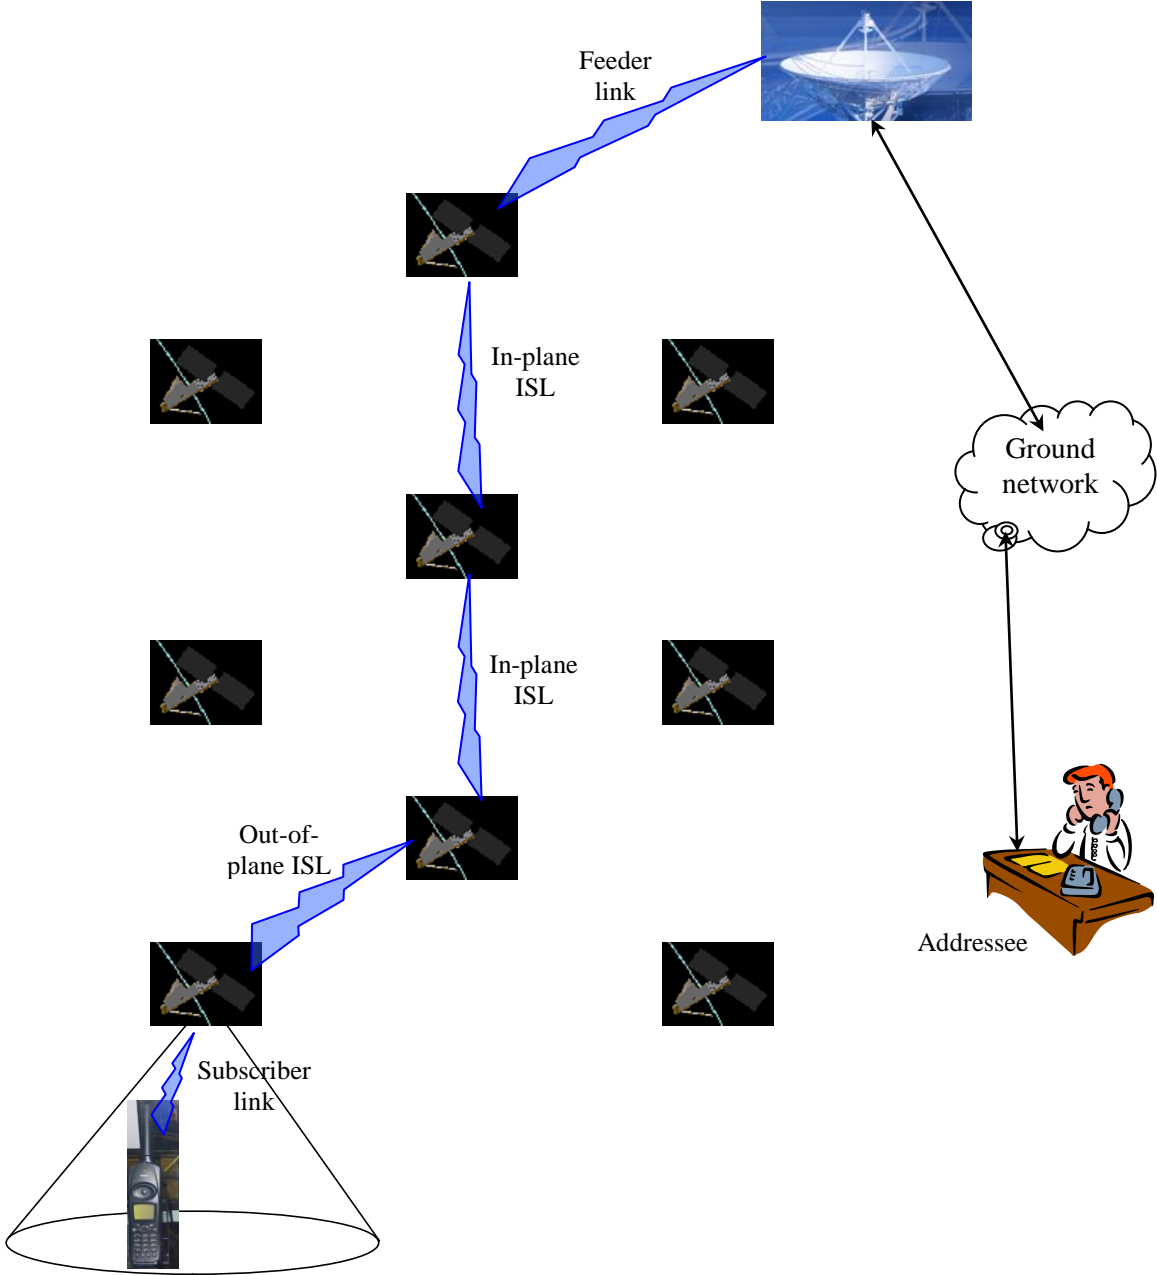 Feeder
link
In-plane
ISL
Ground
network
In-plane
ISL
Out-of-
plane ISL
Addressee
Subscriber
link